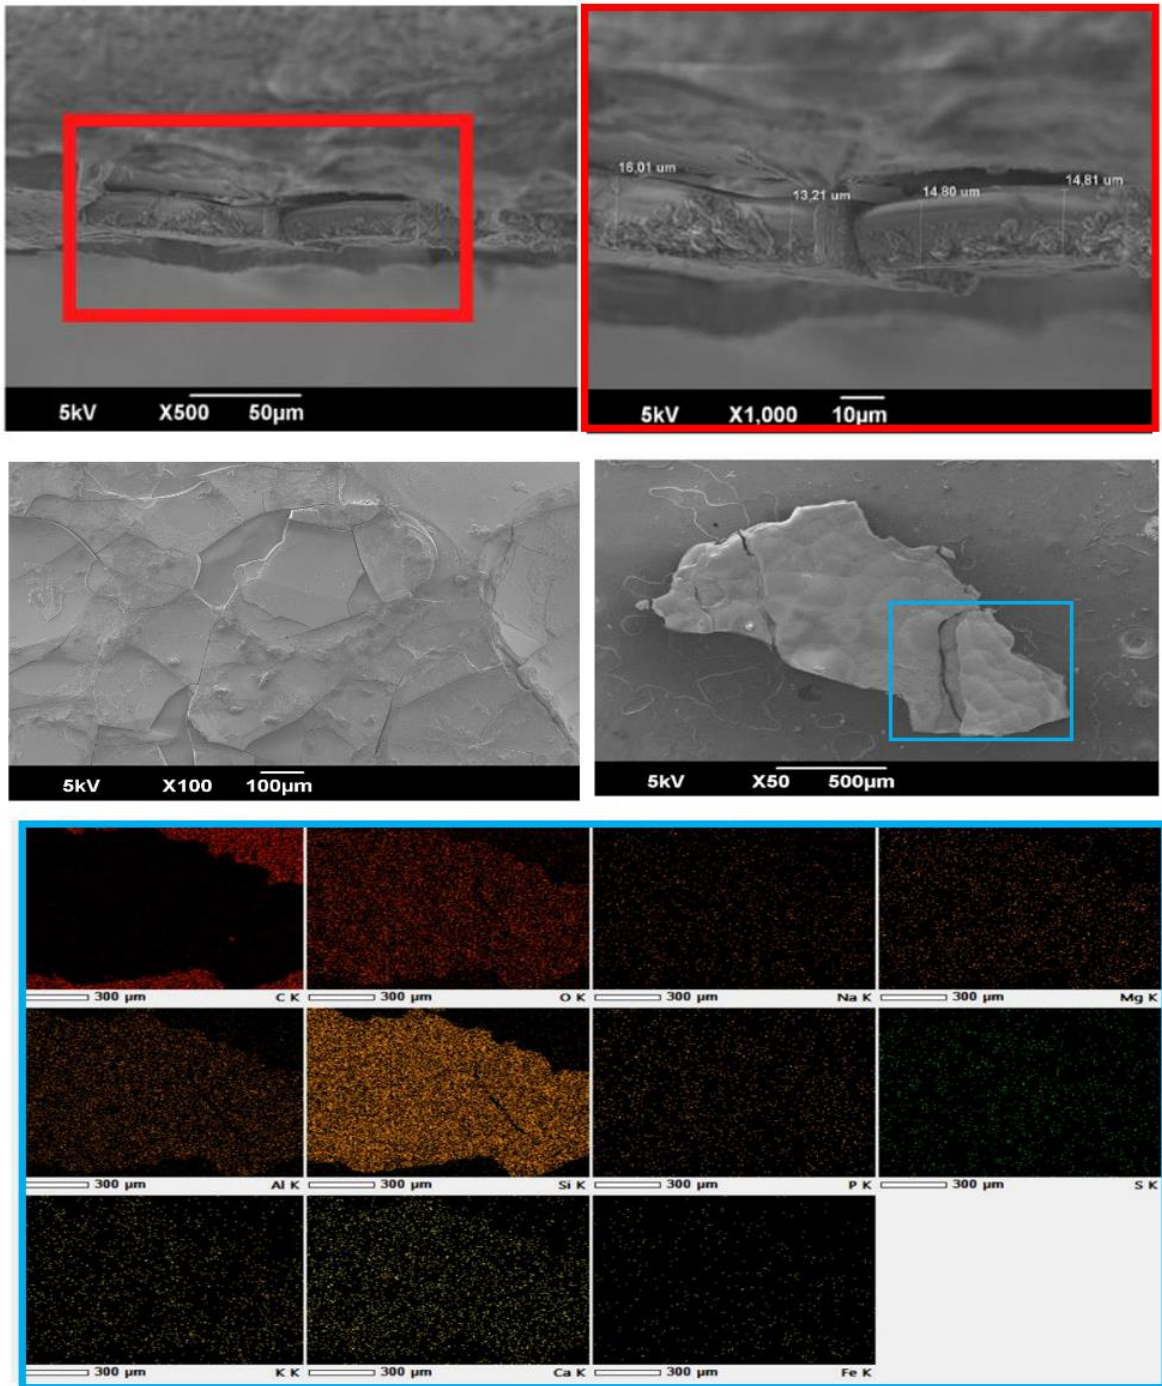 16,01 um
13,21 um
14,80 um
14,81 um
5kV X500 50µm
5kV X1,000 10µm
5kV X100 100µm
5kV X50 500µm
300 µm C K
300 µm O K
300 µm Na K
300 µm Mg K
300 µm Al K
300 µm Si K
300 µm P K
300 µm S K
300 µm K K
300 µm Ca K
300 µm Fe K